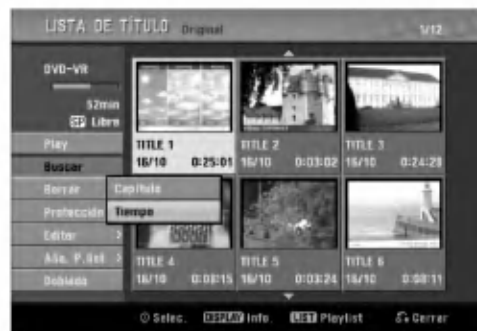 LISTA DE TÍTULO Original 1/12
DVD-VR
52min
SP Libre
Play
Buscar
Borrar
Protección
Editar >
Añe. P.List >
Doblado
Capítulo
Tiempo
TITLE 1
16/10 0:25:01
TITLE 2
16/10 0:03:02
TITLE 3
16/10 0:24:28
TITLE 4
16/10 0:08:15
TITLE 5
16/10 0:03:24
TITLE 6
16/10 0:08:11
Selec. DISPLAY Info. LIST Playlist Cerrar